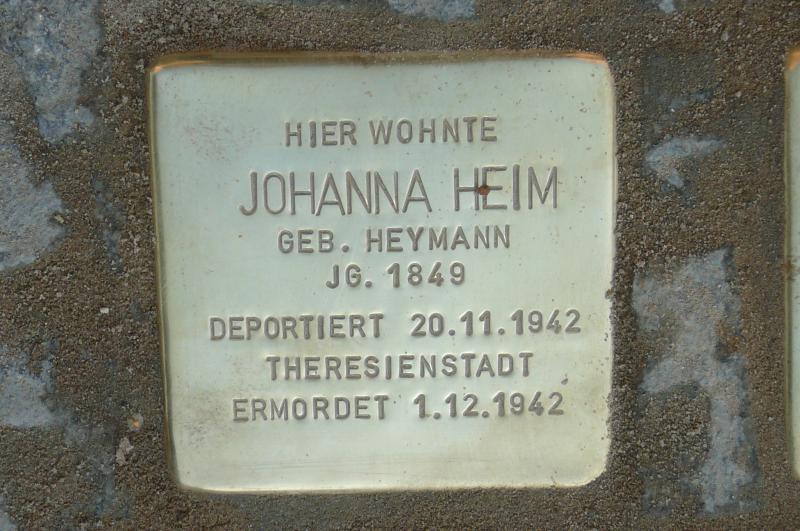 HIER WOHNTE
JOHANNA HEIM
GEB. HEYMANN
JG. 1849
DEPORTIERT 20.11.1942
THERESIENSTADT
ERMORDET 1.12.1942